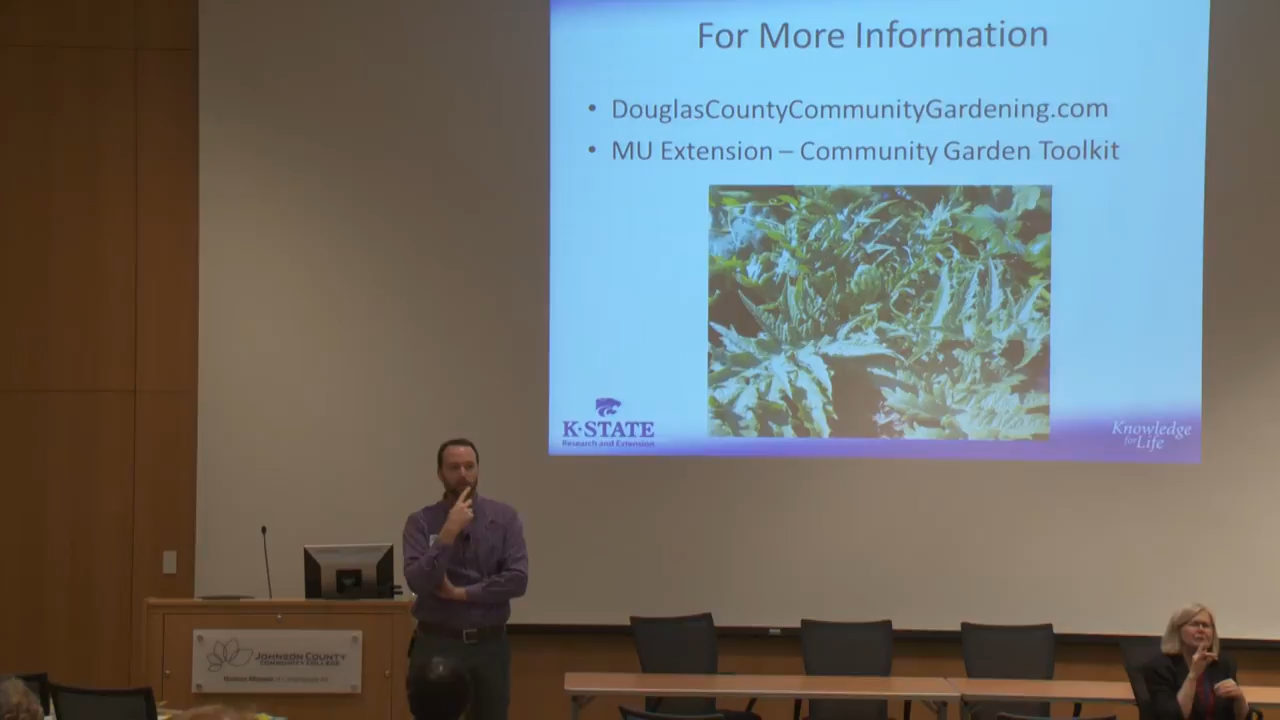 For More Information
• DouglasCountyCommunityGardening.com
• MU Extension – Community Garden Toolkit
K·STATE
Research and Extension
Knowledge
for Life
JOHNSON COUNTY
COMMUNITY COLLEGE